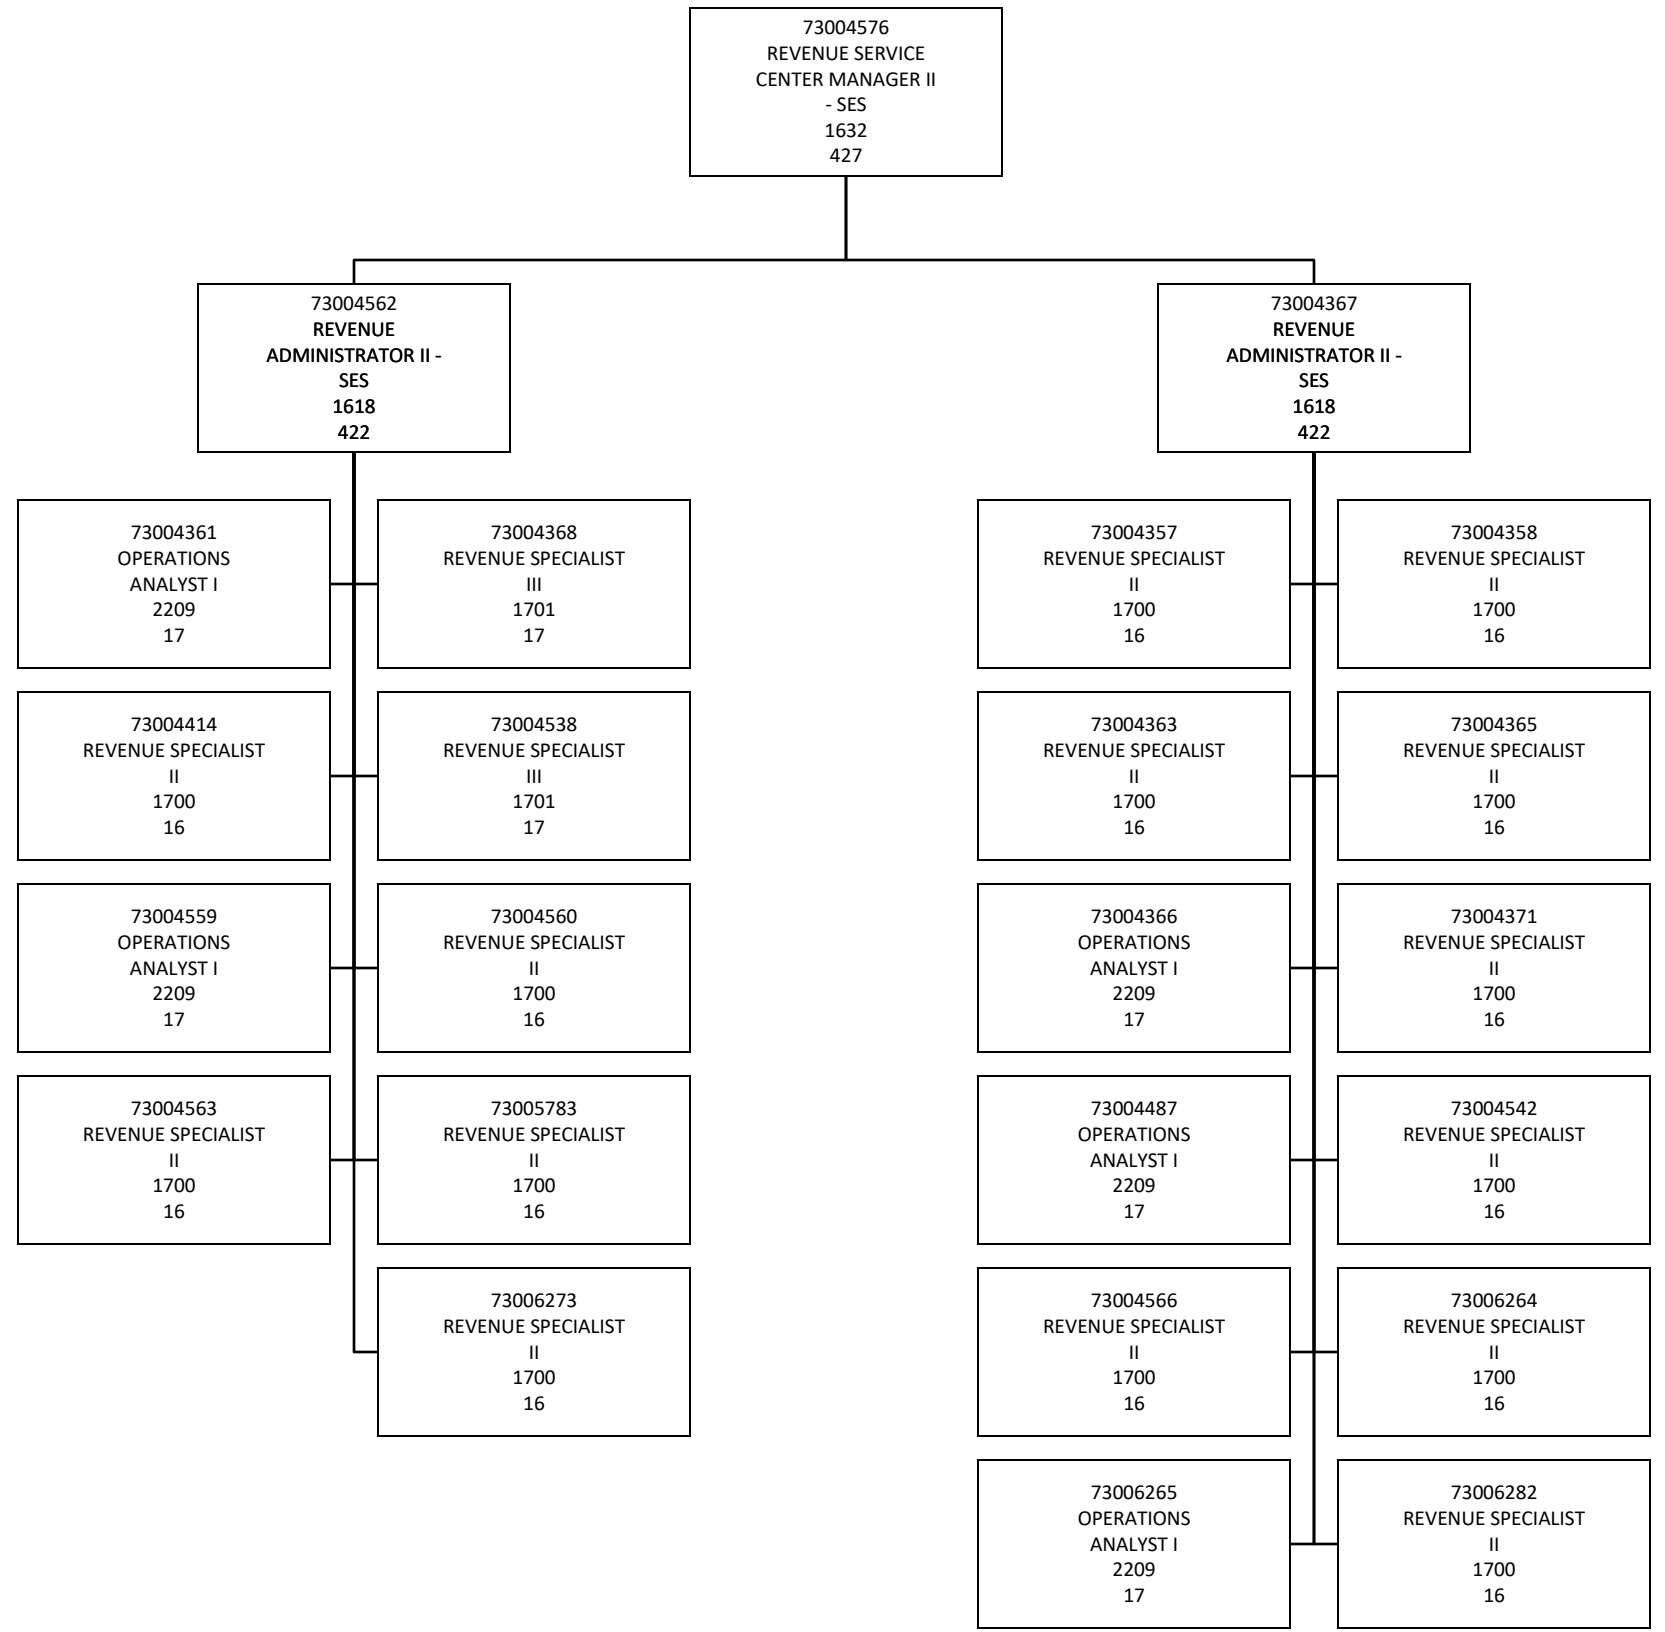 73004576
REVENUE SERVICE
CENTER MANAGER II
- SES
1632
427
73004562
REVENUE
ADMINISTRATOR II -
SES
1618
422
73004367
REVENUE
ADMINISTRATOR II -
SES
1618
422
73004361
OPERATIONS
ANALYST I
2209
17
73004368
REVENUE SPECIALIST
III
1701
17
73004414
REVENUE SPECIALIST
II
1700
16
73004538
REVENUE SPECIALIST
III
1701
17
73004559
OPERATIONS
ANALYST I
2209
17
73004560
REVENUE SPECIALIST
II
1700
16
73004563
REVENUE SPECIALIST
II
1700
16
73005783
REVENUE SPECIALIST
II
1700
16
73006273
REVENUE SPECIALIST
II
1700
16
73004357
REVENUE SPECIALIST
II
1700
16
73004358
REVENUE SPECIALIST
II
1700
16
73004363
REVENUE SPECIALIST
II
1700
16
73004365
REVENUE SPECIALIST
II
1700
16
73004366
OPERATIONS
ANALYST I
2209
17
73004371
REVENUE SPECIALIST
II
1700
16
73004487
OPERATIONS
ANALYST I
2209
17
73004542
REVENUE SPECIALIST
II
1700
16
73004566
REVENUE SPECIALIST
II
1700
16
73006264
REVENUE SPECIALIST
II
1700
16
73006265
OPERATIONS
ANALYST I
2209
17
73006282
REVENUE SPECIALIST
II
1700
16